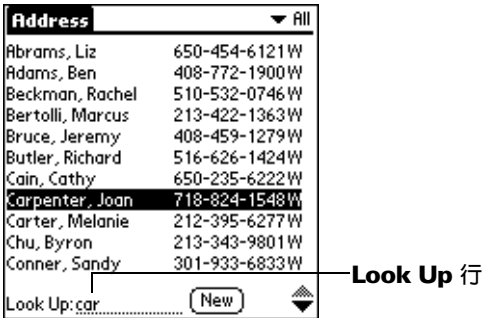 Address ▼ All
Abrams, Liz 650-454-6121W
Adams, Ben 408-772-1900W
Beckman, Rachel 510-532-0746W
Bertolli, Marcus 213-422-1363W
Bruce, Jeremy 408-459-1279W
Butler, Richard 516-626-1424W
Cain, Cathy 650-235-6222W
Carpenter, Joan 718-824-1548W
Carter, Melanie 212-395-6277W
Chu, Byron 213-343-9801W
Conner, Sandy 301-933-6833W
Look Up: car New
Look Up 行